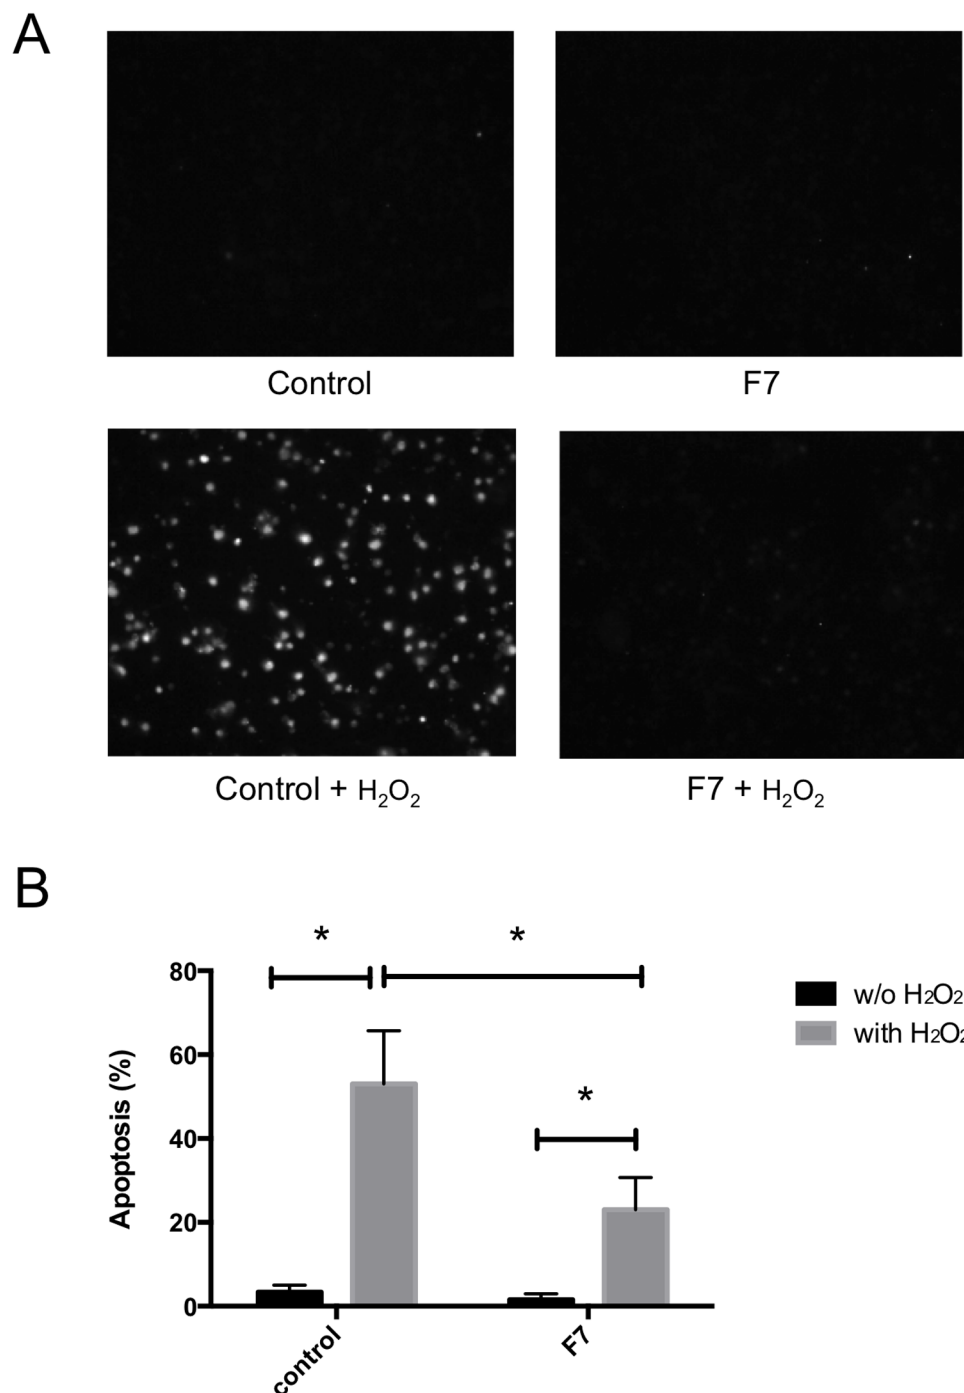 A
Control
F7
Control + H₂O₂
F7 + H₂O₂
B
*
*
*
80
60
40
20
0
Apoptosis (%)
control
F7
w/o H₂O₂
with H₂O₂